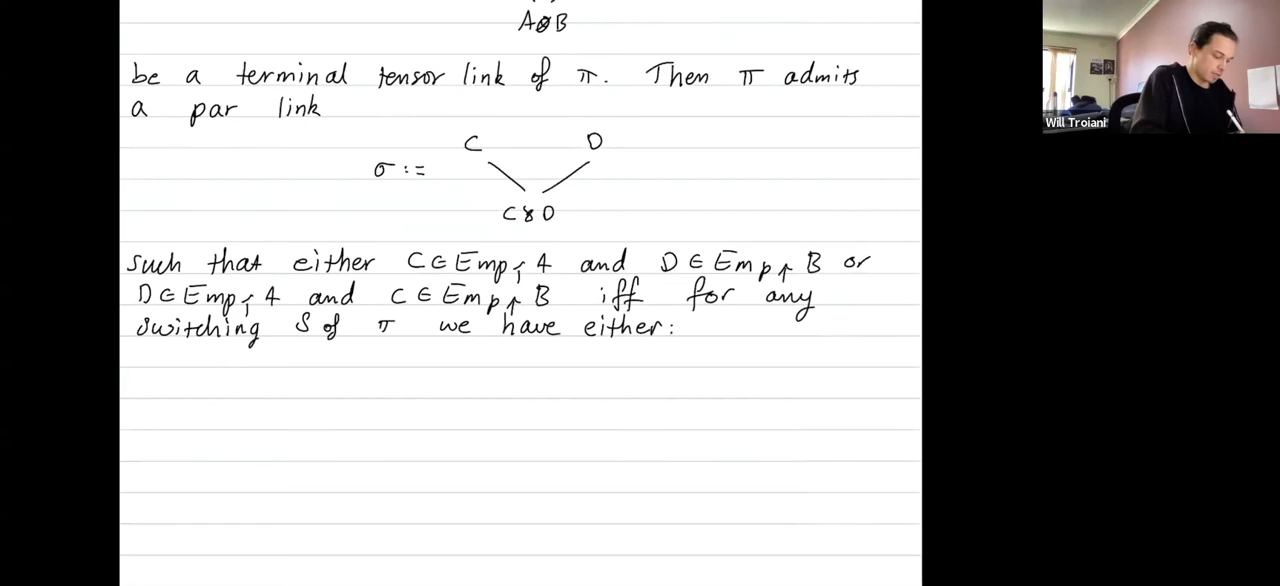 A⊗B
be a terminal tensor link of π. Then π admits
a par link
C D
σ :=
C⅋D
such that either C ∈ Emp↑ A and D ∈ Emp↑ B or
D ∈ Emp↑ A and C ∈ Emp↑ B iff for any
switching S of π we have either:
Will Troiani